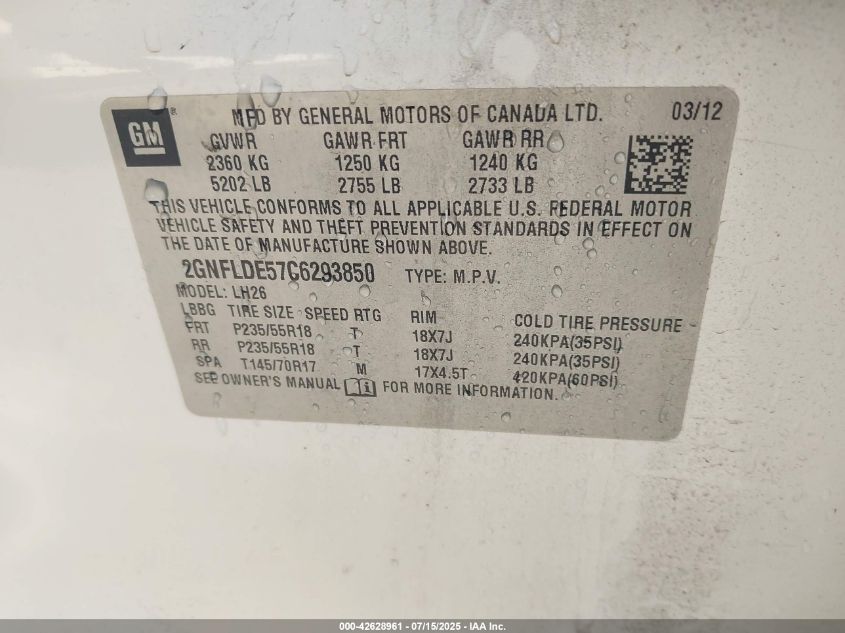 GM ®
MFD BY GENERAL MOTORS OF CANADA LTD. 03/12
GVWR GAWR FRT GAWR RR
2360 KG 1250 KG 1240 KG
5202 LB 2755 LB 2733 LB
THIS VEHICLE CONFORMS TO ALL APPLICABLE U.S. FEDERAL MOTOR
VEHICLE SAFETY AND THEFT PREVENTION STANDARDS IN EFFECT ON
THE DATE OF MANUFACTURE SHOWN ABOVE.
2GNFLDE57C6293850 TYPE: M.P.V.
MODEL: LH26
LBBG TIRE SIZE SPEED RTG RIM COLD TIRE PRESSURE
FRT P235/55R18 T 18X7J 240KPA(35PSI)
RR P235/55R18 T 18X7J 240KPA(35PSI)
SPA T145/70R17 M 17X4.5T 420KPA(60PSI)
SEE OWNER'S MANUAL FOR MORE INFORMATION.
000-42628961 - 07/15/2025 - IAA Inc.